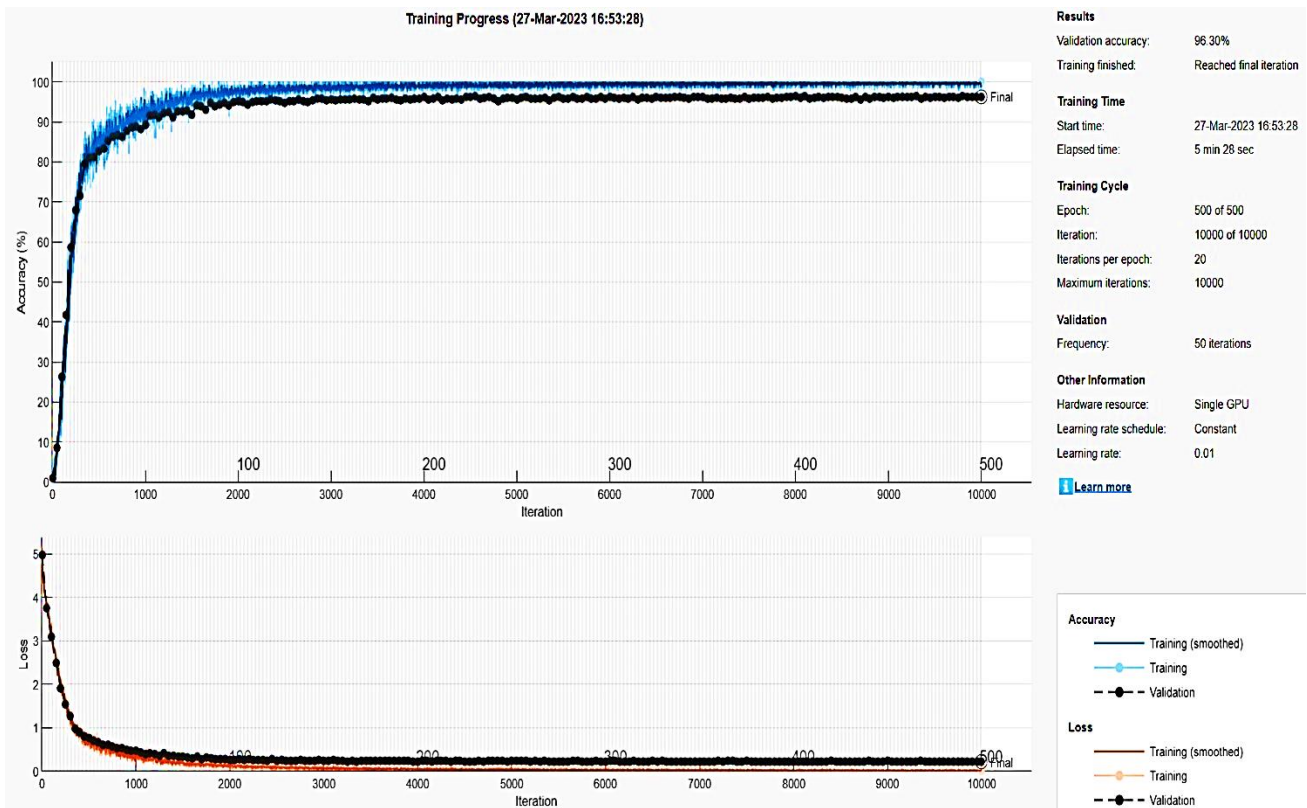 Training Progress (27-Mar-2023 16:53:28)
100
90
80
70
60
50
40
30
20
10
0
Accuracy (%)
Final
100
200
300
400
500
0
1000
2000
3000
4000
5000
6000
7000
8000
9000
10000
Iteration
5
4
3
2
1
0
Loss
Final
100
200
300
400
500
0
1000
2000
3000
4000
5000
6000
7000
8000
9000
10000
Iteration
Results
Validation accuracy: 96.30%
Training finished: Reached final iteration
Training Time
Start time: 27-Mar-2023 16:53:28
Elapsed time: 5 min 28 sec
Training Cycle
Epoch: 500 of 500
Iteration: 10000 of 10000
Iterations per epoch: 20
Maximum iterations: 10000
Validation
Frequency: 50 iterations
Other Information
Hardware resource: Single GPU
Learning rate schedule: Constant
Learning rate: 0.01
i Learn more
Accuracy
Training (smoothed)
Training
Validation
Loss
Training (smoothed)
Training
Validation